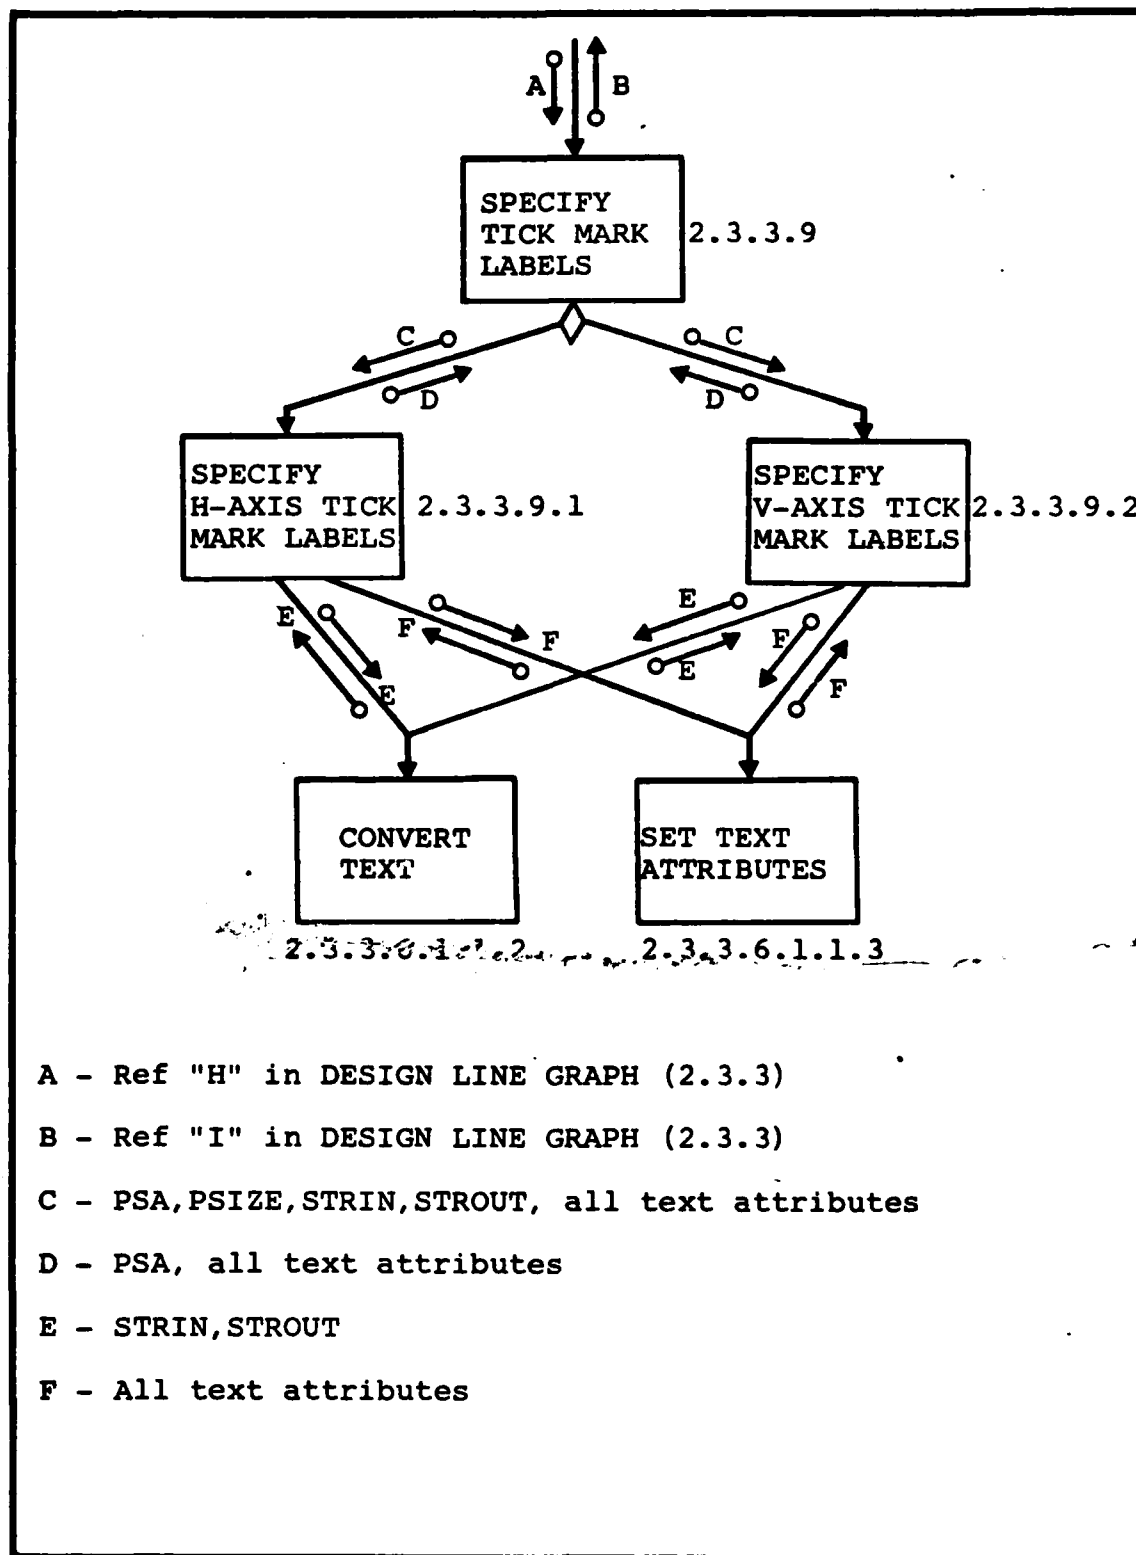 A
B
SPECIFY
TICK MARK
LABELS
2.3.3.9
C
C
D
D
SPECIFY
H-AXIS TICK
MARK LABELS
2.3.3.9.1
SPECIFY
V-AXIS TICK
MARK LABELS
2.3.3.9.2
E
E
F
F
E
E
F
F
CONVERT
TEXT
SET TEXT
ATTRIBUTES
2.3.3.6.1.1.3
A - Ref "H" in DESIGN LINE GRAPH (2.3.3)
B - Ref "I" in DESIGN LINE GRAPH (2.3.3)
C - PSA,PSIZE,STRIN,STROUT, all text attributes
D - PSA, all text attributes
E - STRIN,STROUT
F - All text attributes